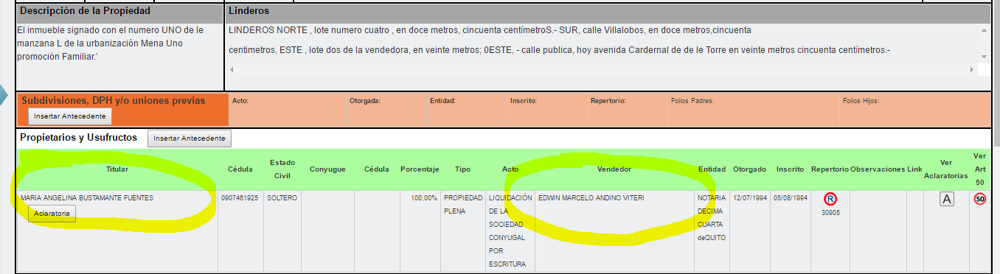 Descripción de la Propiedad
Linderos
El inmueble signado con el numero UNO de le
manzana L de la urbanización Mena Uno
promoción Familiar.'
LINDEROS NORTE , lote numero cuatro , en doce metros, cincuenta centímetroS.- SUR, calle Villalobos, en doce metros,cincuenta
centimetros, ESTE , lote dos de la vendedora, en veinte metros; 0ESTE, - calle publica, hoy avenida Cardernal de de le Torre en veinte metros cincuenta centímetros.-
Subdivisiones, DPH y/o uniones previas
Insertar Antecedente
Acto:
Otorgada:
Entidad:
Inscrito:
Repertorio:
Folios Padres:
Folios Hijos:
Propietarios y Usufructos
Insertar Antecedente
Titular
Cédula
Estado
Civil
Conyugue
Cédula
Porcentaje
Tipo
Acto
Vendedor
Entidad
Otorgado
Inscrito
Repertorio
Observaciones
Link
Ver
Aclaratorias
Ver
Art
50
MARIA ANGELINA BUSTAMANTE FUENTES
Aclaratoria
0907461925
SOLTERO
100,00%
PROPIEDAD
PLENA
LIQUIDACIÓN
DE LA
SOCIEDAD
CONYUGAL
POR
ESCRITURA
EDWIN MARCELO ANDINO VITERI
NOTARIA
DECIMA
CUARTA
deQUITO
12/07/1994
05/08/1994
R
30905
A
50